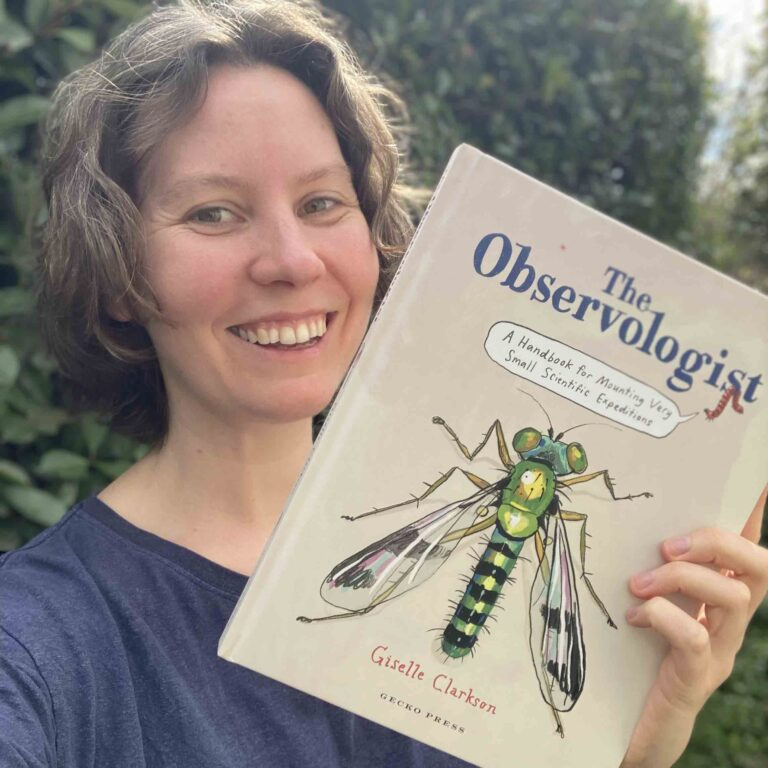 The
Observologist
A Handbook for Mounting Very
Small Scientific Expeditions
Giselle Clarkson
GECKO PRESS